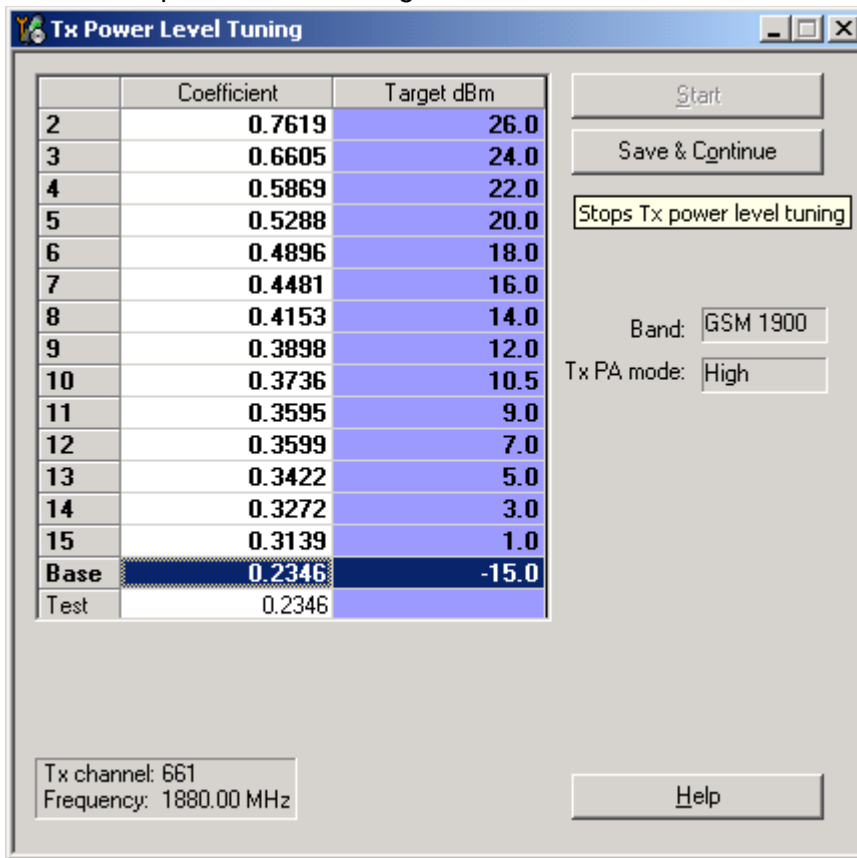 Tx Power Level Tuning
Coefficient Target dBm
2 0.7619 26.0
3 0.6605 24.0
4 0.5869 22.0
5 0.5288 20.0
6 0.4896 18.0
7 0.4481 16.0
8 0.4153 14.0
9 0.3898 12.0
10 0.3736 10.5
11 0.3595 9.0
12 0.3599 7.0
13 0.3422 5.0
14 0.3272 3.0
15 0.3139 1.0
Base 0.2346 -15.0
Test 0.2346
Start
Save & Continue
Stops Tx power level tuning
Band: GSM 1900
Tx PA mode: High
Tx channel: 661
Frequency: 1880.00 MHz
Help